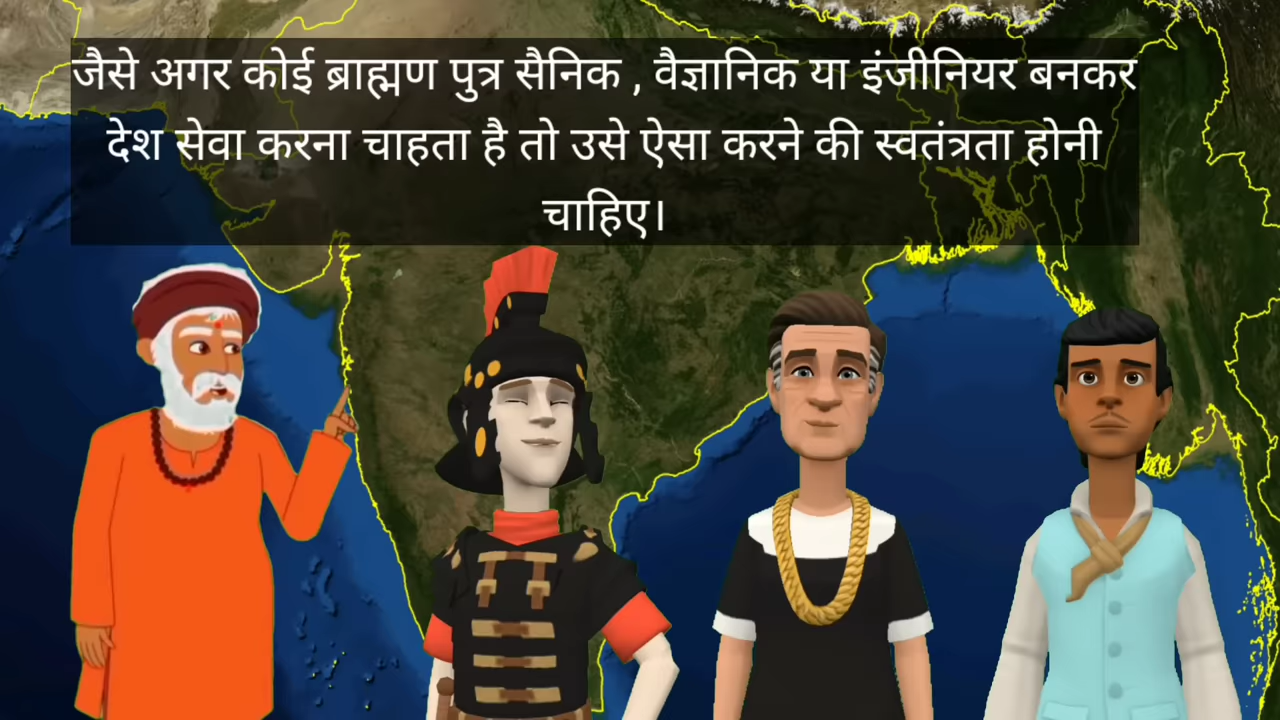 जैसे अगर कोई ब्राह्मण पुत्र सैनिक , वैज्ञानिक या इंजीनियर बनकर
देश सेवा करना चाहता है तो उसे ऐसा करने की स्वतंत्रता होनी
चाहिए।